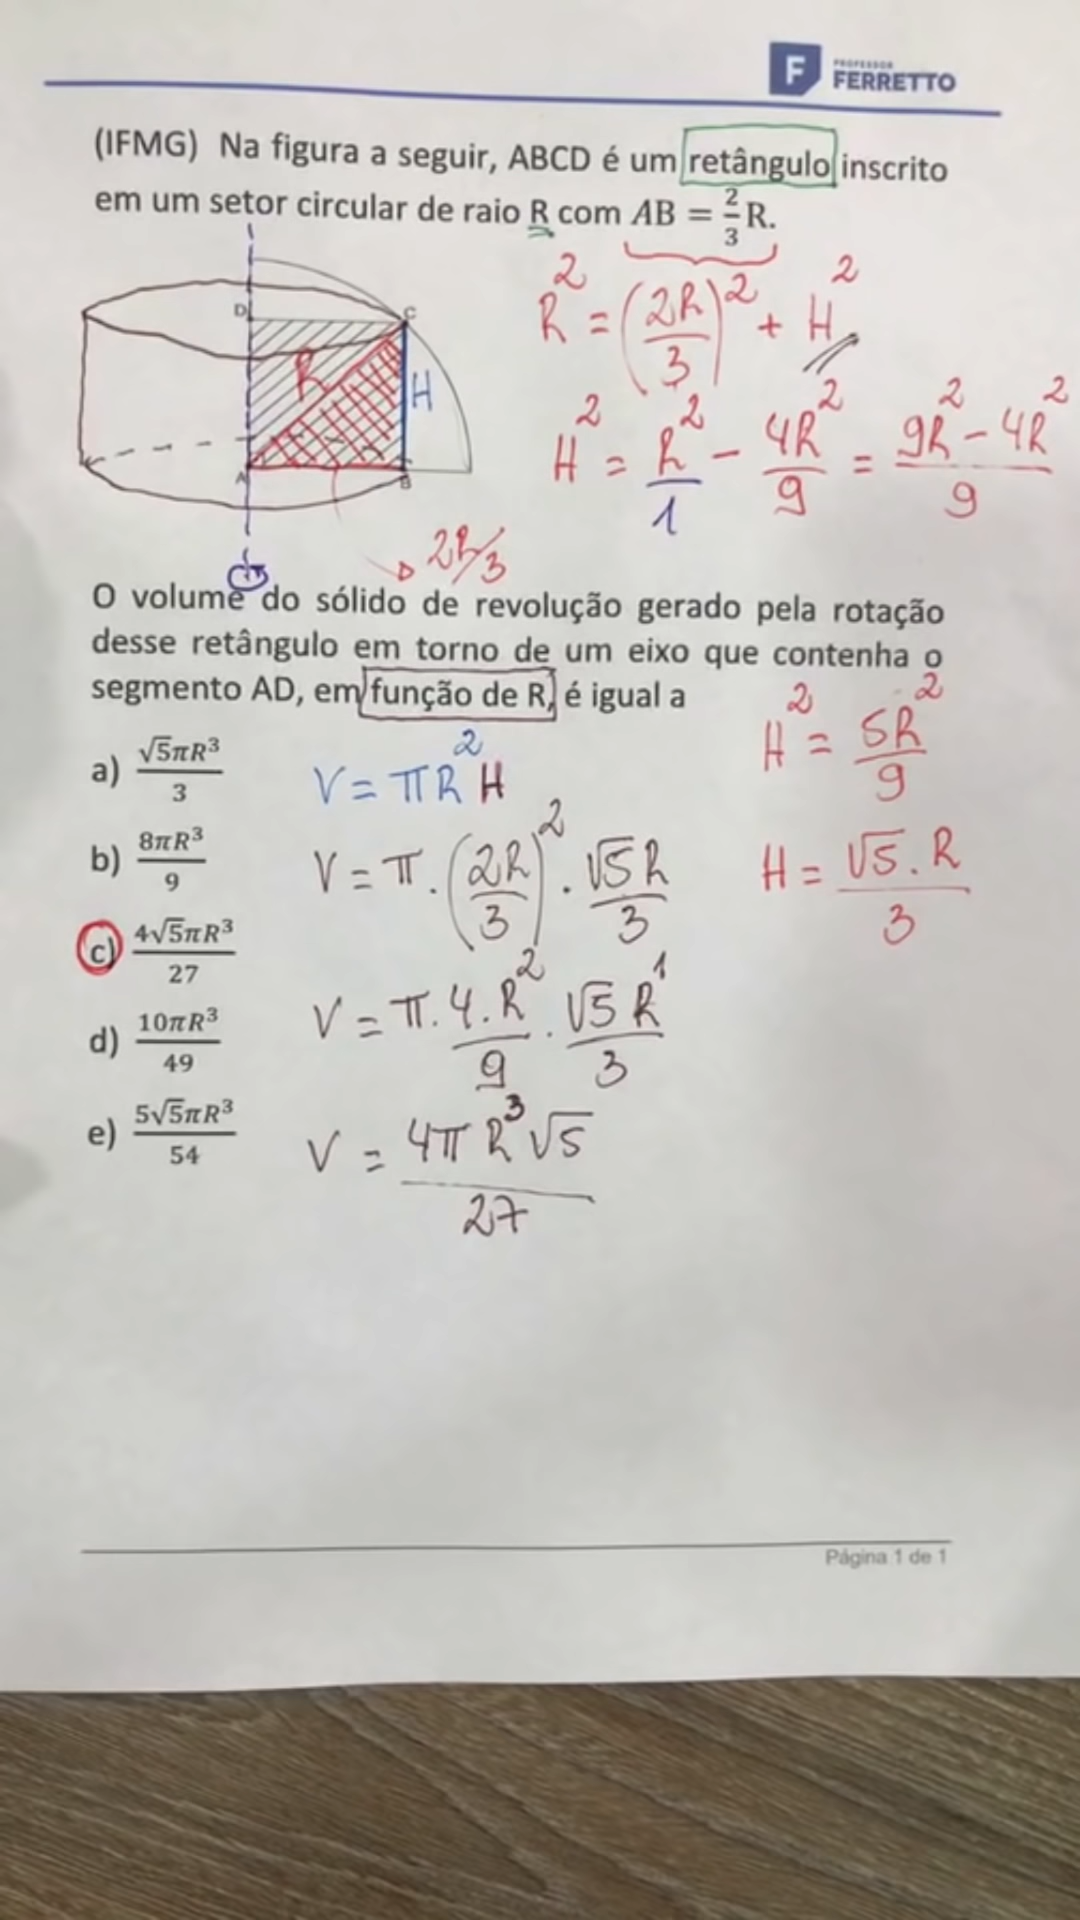 F PROFESSOR
FERRETTO
(IFMG) Na figura a seguir, ABCD é um retângulo inscrito
em um setor circular de raio R com AB = 2/3 R.
R² = (2R/3)² + H²
D C
R H
A B
H² = R²/1 - 4R²/9 = 9R² - 4R²/9
2R/3
O volume do sólido de revolução gerado pela rotação
desse retângulo em torno de um eixo que contenha o
segmento AD, em função de R, é igual a
H² = 5R²/9
a) √5πR³/3
V = πR²H
b) 8πR³/9
V = π.(2R/3)².√5R/3
H = √5.R/3
c) 4√5πR³/27
V = π.4.R²/9.√5R¹/3
d) 10πR³/49
e) 5√5πR³/54
V = 4πR³√5/27
Página 1 de 1